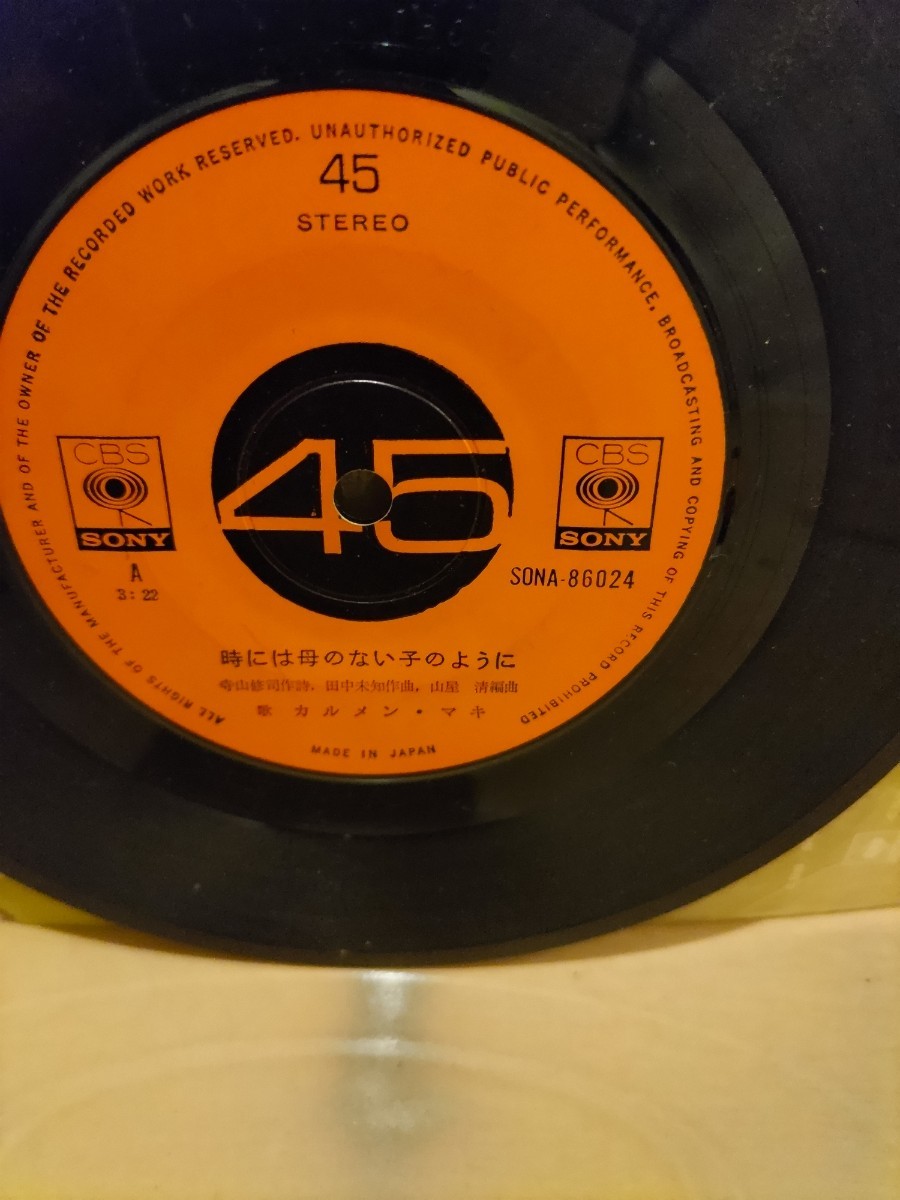 ALL RIGHTS OF THE MANUFACTURER AND OF THE OWNER OF THE RECORDED WORK RESERVED. UNAUTHORIZED PUBLIC PERFORMANCE, BROADCASTING AND COPYING OF THIS RECORD PROHIBITED
45
STEREO
45
CBS
SONY
CBS
SONY
A
3:22
SONA-86024
時には母のない子のように
寺山修司作詩, 田中未知作曲, 山屋 清編曲
歌 カルメン・マキ
MADE IN JAPAN